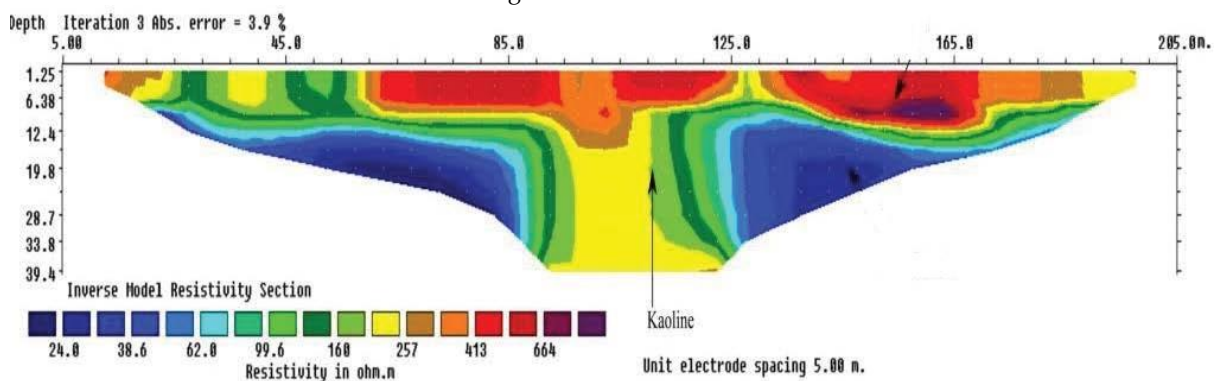 Depth Iteration 3 Abs. error = 3.9 %
5.00 45.0 85.0 125.0 165.0 205.0m.
1.25
6.38
12.4
19.8
28.7
33.8
39.4
Inverse Model Resistivity Section
Kaoline
24.0 38.6 62.0 99.6 160 257 413 664
Resistivity in ohm.m
Unit electrode spacing 5.00 m.